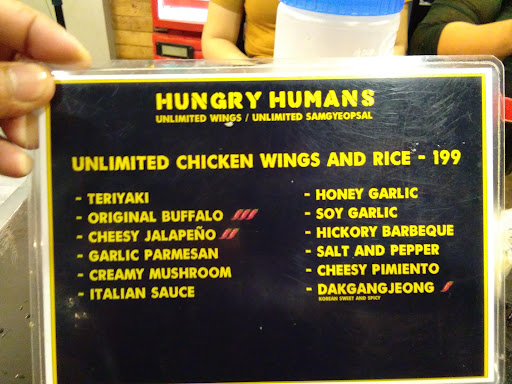 HUNGRY HUMANS
UNLIMITED WINGS / UNLIMITED SAMGYEOPSAL
UNLIMITED CHICKEN WINGS AND RICE - 199
- TERIYAKI
- ORIGINAL BUFFALO
- CHEESY JALAPEÑO
- GARLIC PARMESAN
- CREAMY MUSHROOM
- ITALIAN SAUCE
- HONEY GARLIC
- SOY GARLIC
- HICKORY BARBEQUE
- SALT AND PEPPER
- CHEESY PIMIENTO
- DAKGANGJEONG
KOREAN SWEET AND SPICY